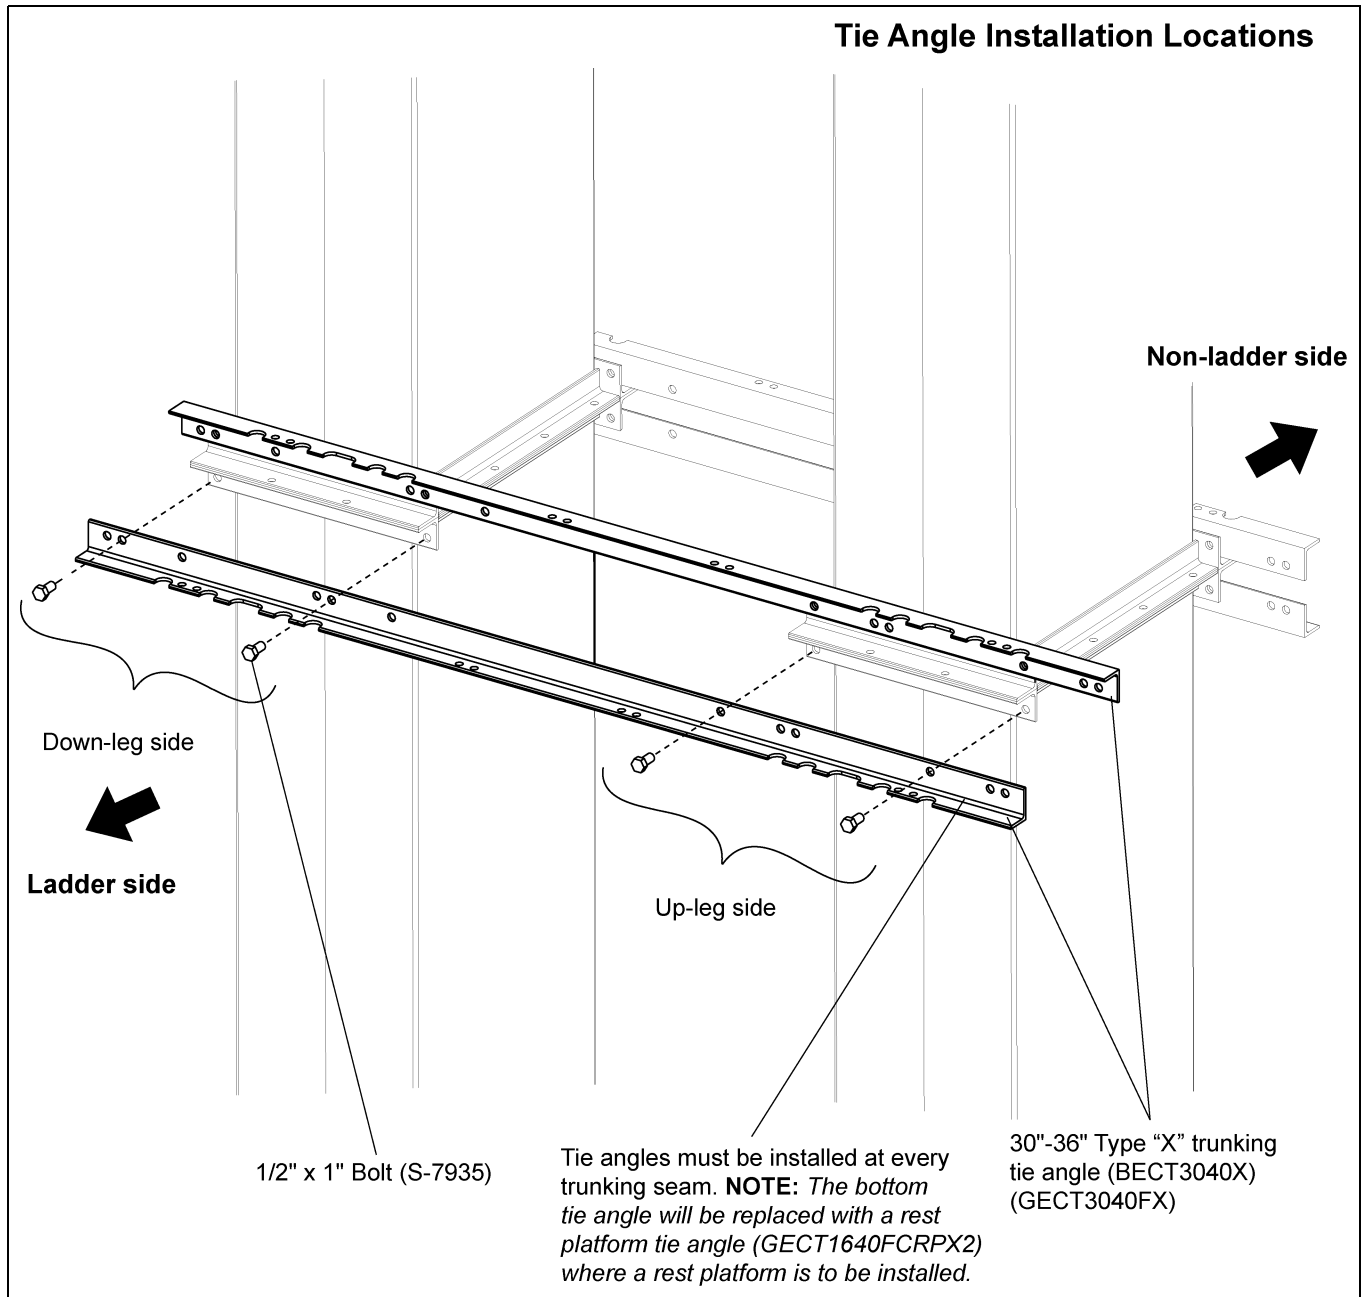 Tie Angle Installation Locations
Non-ladder side
Down-leg side
Ladder side
Up-leg side
1/2" x 1" Bolt (S-7935)
Tie angles must be installed at every
trunking seam. NOTE: The bottom
tie angle will be replaced with a rest
platform tie angle (GECT1640FCRPX2)
where a rest platform is to be installed.
30"-36" Type “X” trunking
tie angle (BECT3040X)
(GECT3040FX)